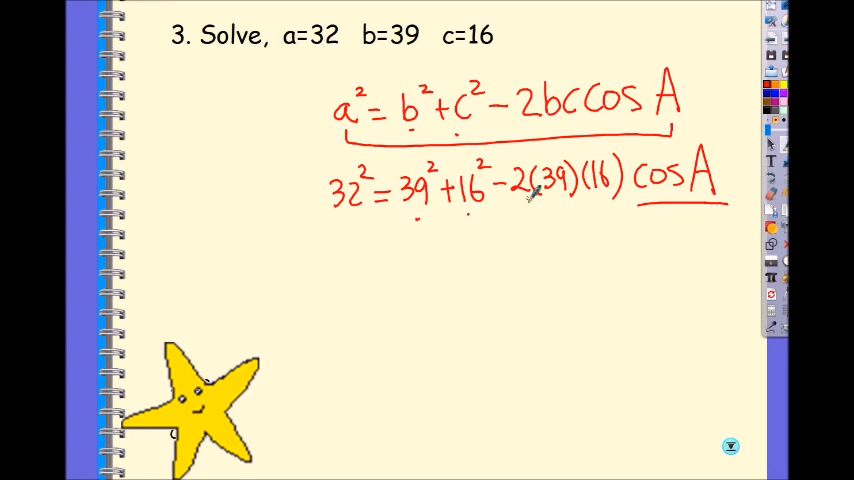 3. Solve, a=32 b=39 c=16
a² = b² + c² - 2bc cos A
32² = 39² + 16² - 2(39)(16) cos A